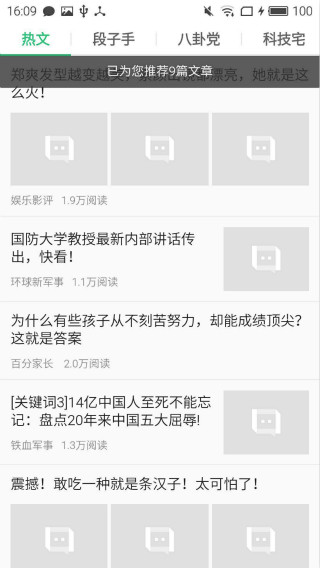 16:09
100
热文 段子手 八卦党 科技宅
已为您推荐9篇文章
郑爽发型越变越
漂亮，她就是这
么火！
娱乐影评 1.9万阅读
国防大学教授最新内部讲话传
出，快看！
环球新军事 1.1万阅读
为什么有些孩子从不刻苦努力，却能成绩顶尖？
这就是答案
百分家长 2.0万阅读
[关键词3]14亿中国人至死不能忘
记：盘点20年来中国五大屈辱!
铁血军事 1.3万阅读
震撼！敢吃一种就是条汉子！太可怕了！